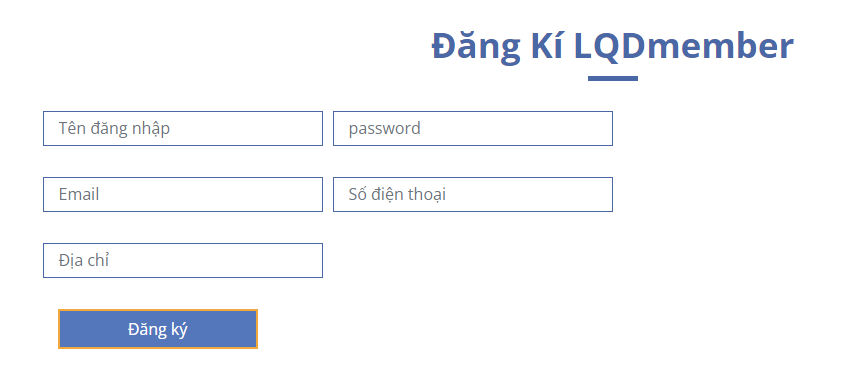 Đăng Kí LQDmember
Tên đăng nhập password
Email Số điện thoại
Địa chỉ
Đăng ký